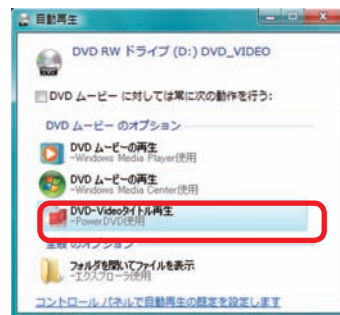 自動再生
DVD RW ドライブ (D:) DVD_VIDEO
DVD ムービー に対しては常に次の動作を行う:
DVD ムービー のオプション
DVD ムービーの再生
-Windows Media Player使用
DVD ムービーの再生
-Windows Media Center使用
DVD-Videoタイトル再生
-PowerDVD使用
全般 のオプション
フォルダを開いてファイルを表示
-エクスプローラ使用
コントロール パネルで自動再生の既定を設定します